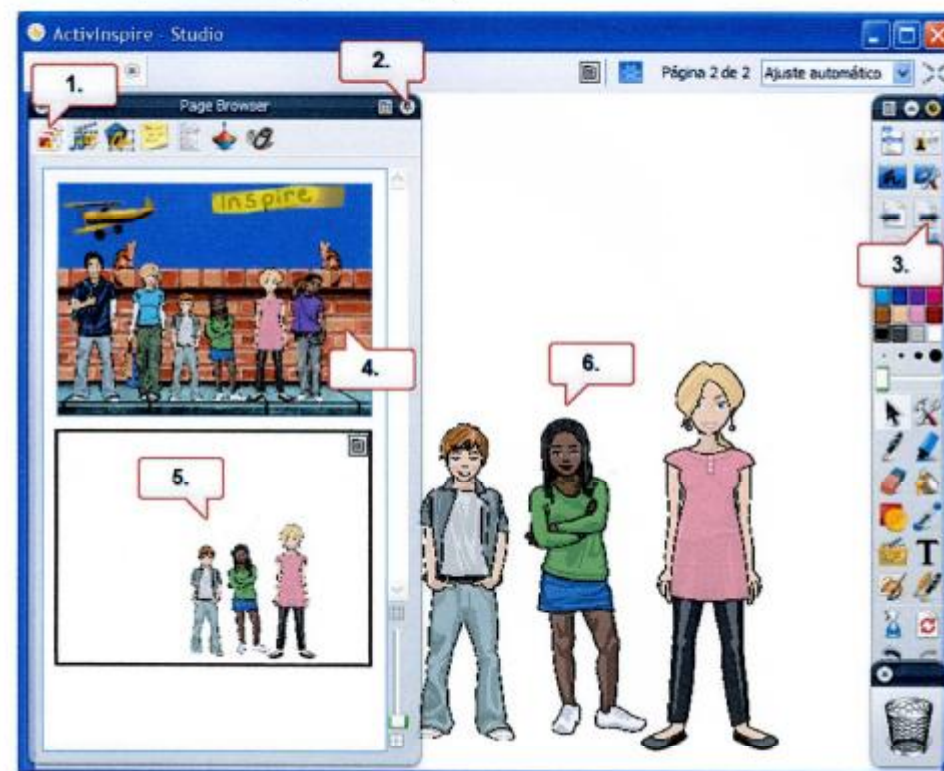 ActivInspire - Studio
1.
2.
Página 2 de 2
Ajuste automático
Page Browser
Inspire
3.
4.
5.
6.
T